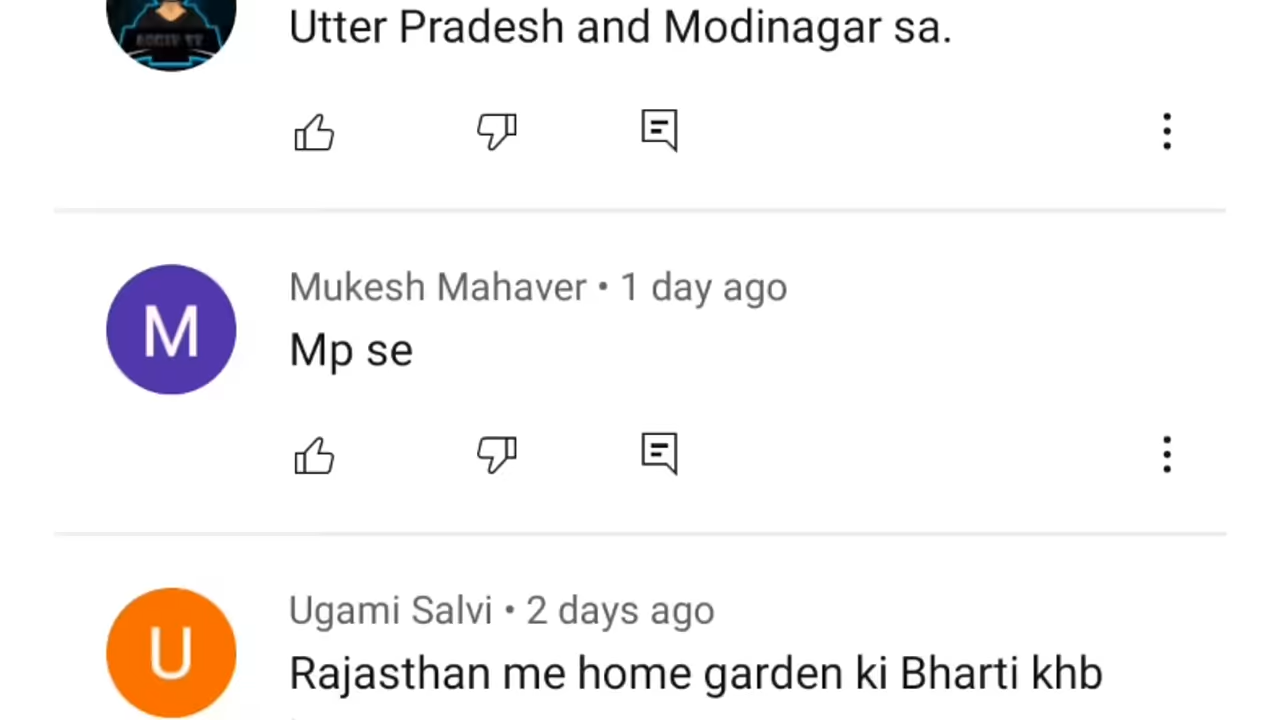 Utter Pradesh and Modinagar sa.
Mukesh Mahaver • 1 day ago
M
Mp se
Ugami Salvi • 2 days ago
U
Rajasthan me home garden ki Bharti khb